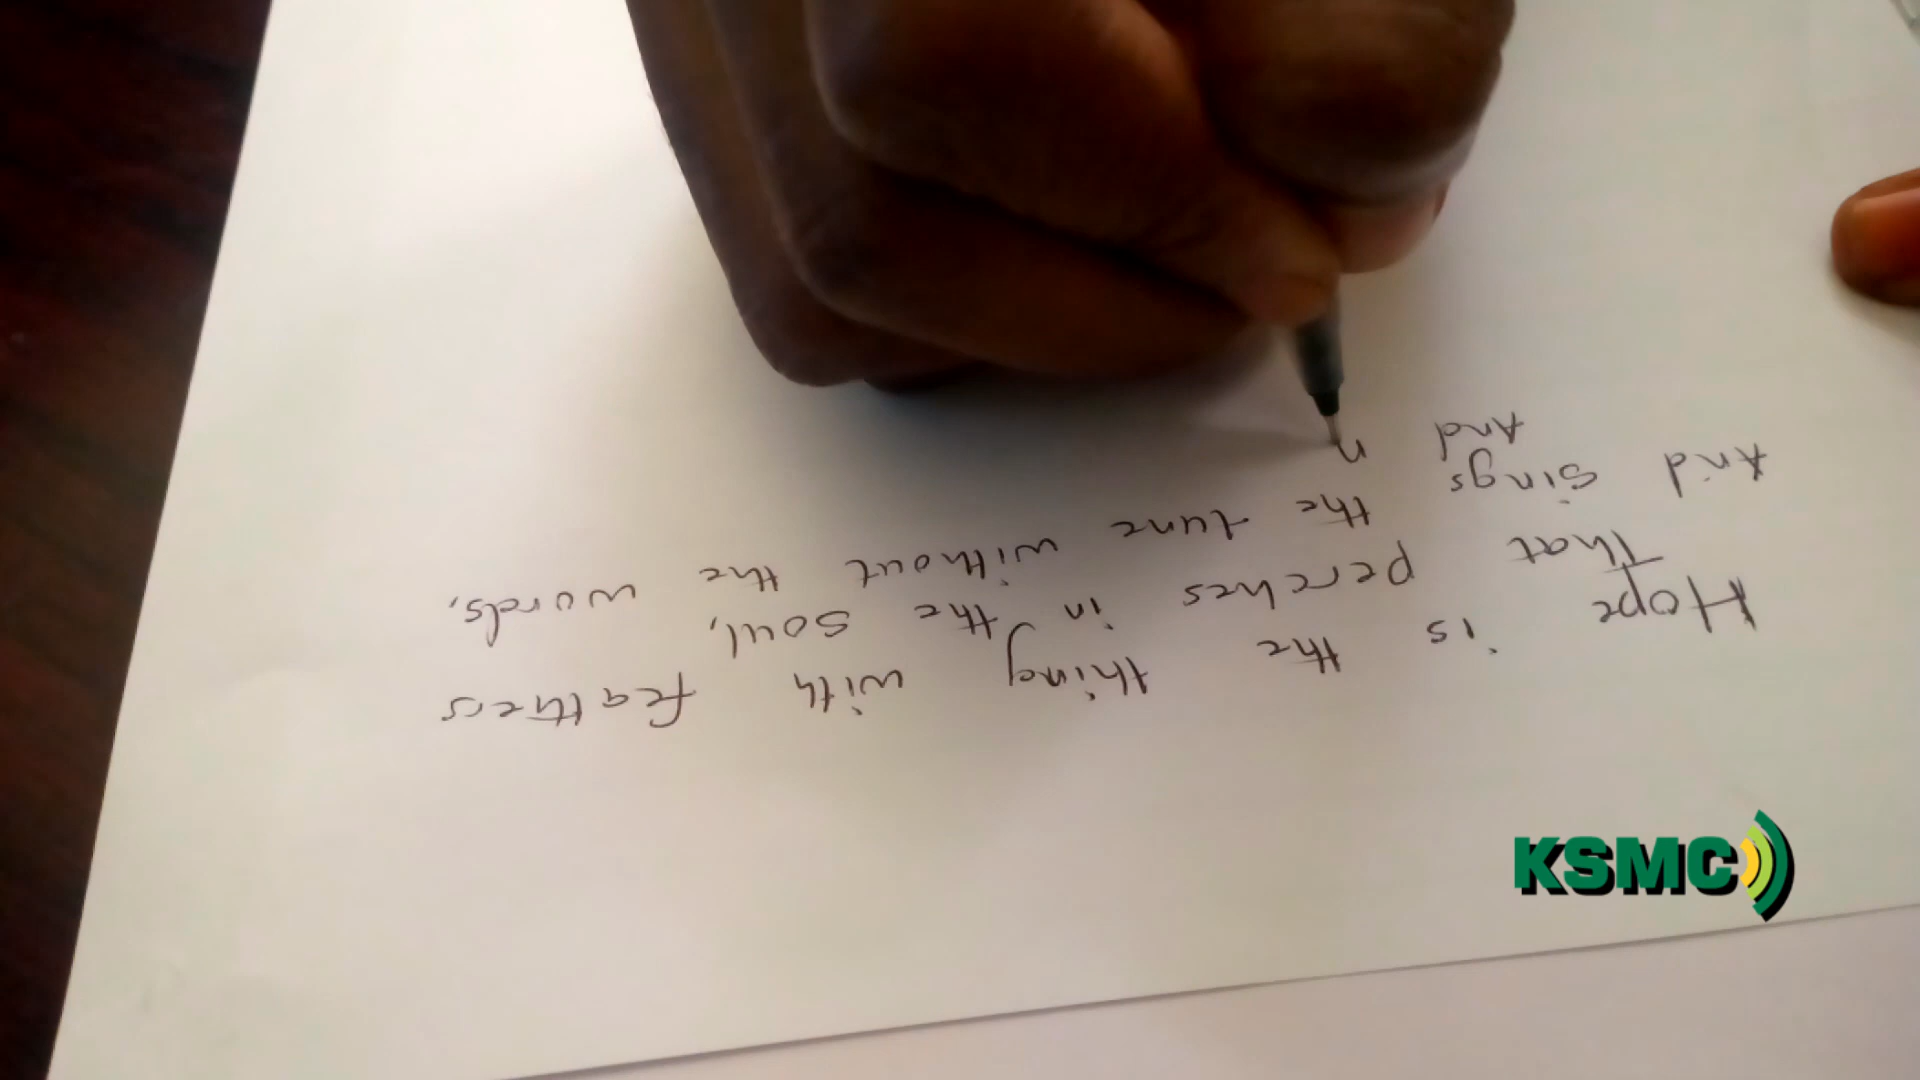 Hope is the thing with feathers
That perches in the soul,
And sings the tune without the words,
And n
KSMC